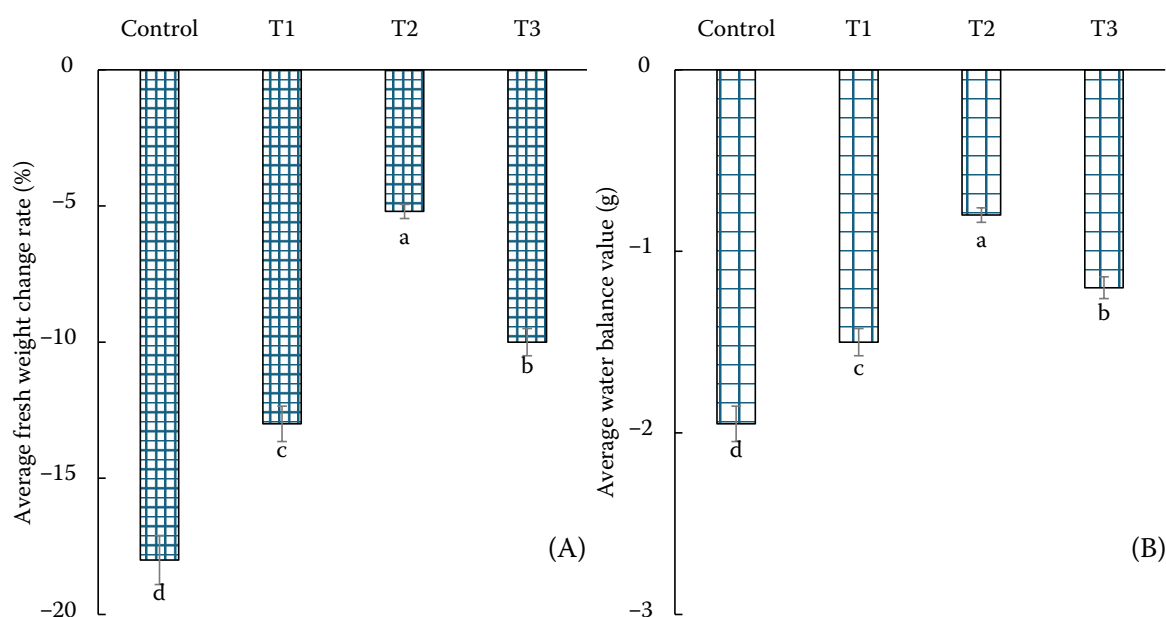 Control T1 T2 T3
0
−5
−10
−15
−20
Average fresh weight change rate (%)
d
c
a
b
(A)
Control T1 T2 T3
0
−1
−2
−3
Average water balance value (g)
d
c
a
b
(B)